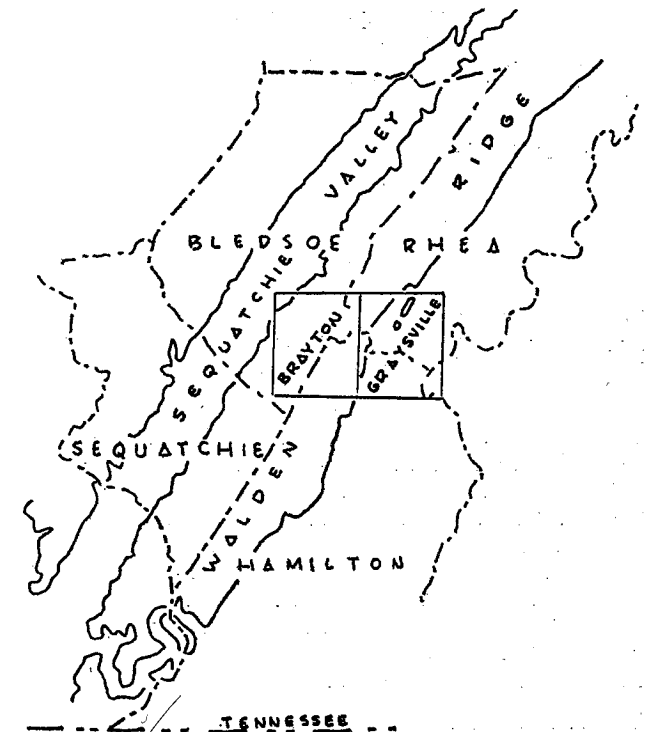 VALLEY
RIDGE
BLEDSOE
RHEA
SEQUATCHIE
BRAYTON
GRAYSVILLE
SEQUATCHIE
WALDEN
HAMILTON
TENNESSEE